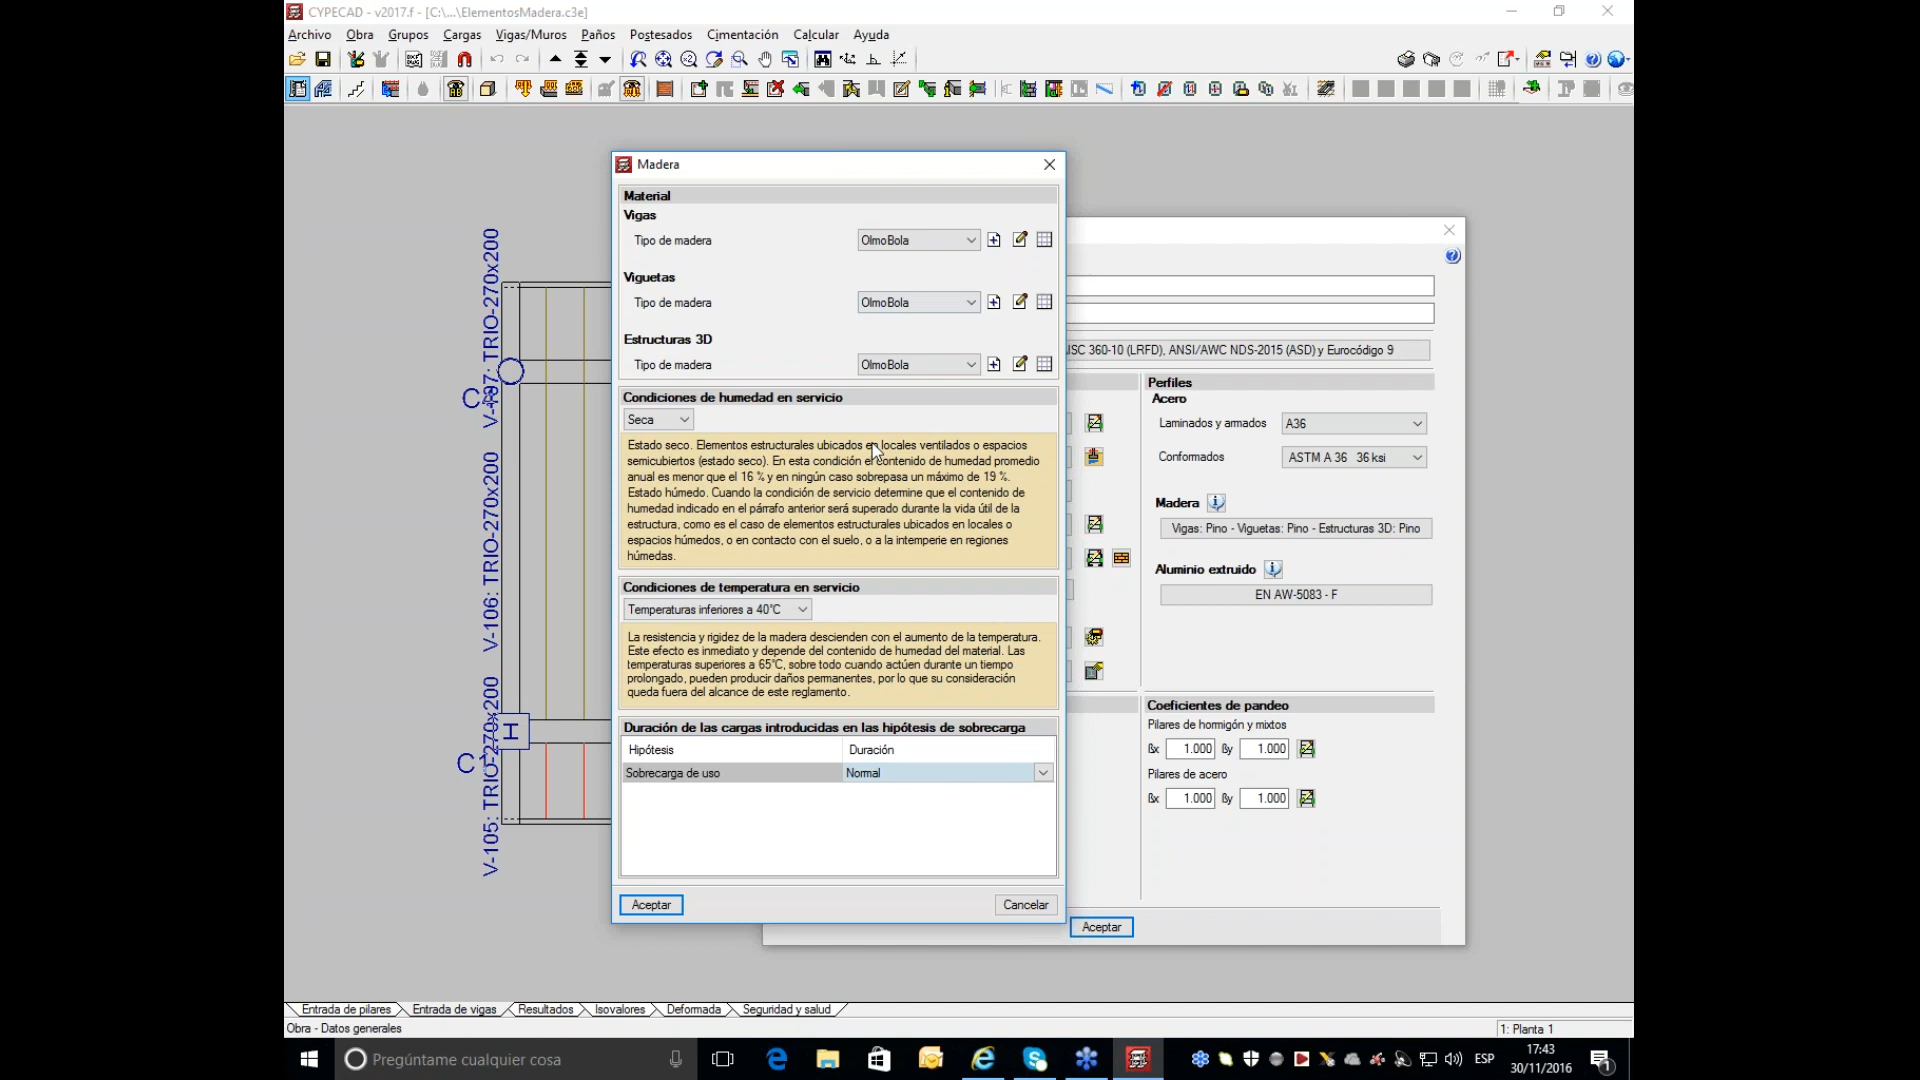 CYPECAD - v2017.f - [C:\...\ElementosMadera.c3e]
Archivo Obra Grupos Cargas Vigas/Muros Paños Postesados Cimentación Calcular Ayuda
Madera
Material
Vigas
Tipo de madera OlmoBola
Viguetas
Tipo de madera OlmoBola
Estructuras 3D
Tipo de madera OlmoBola
Condiciones de humedad en servicio
Seca
Estado seco. Elementos estructurales ubicados en locales ventilados o espacios
semicubiertos (estado seco). En esta condición el contenido de humedad promedio
anual es menor que el 16 % y en ningún caso sobrepasa un máximo de 19 %.
Estado húmedo. Cuando la condición de servicio determine que el contenido de
humedad indicado en el párrafo anterior será superado durante la vida útil de la
estructura, como es el caso de elementos estructurales ubicados en locales o
espacios húmedos, o en contacto con el suelo, o a la intemperie en regiones
húmedas.
Condiciones de temperatura en servicio
Temperaturas inferiores a 40°C
La resistencia y rigidez de la madera descienden con el aumento de la temperatura.
Este efecto es inmediato y depende del contenido de humedad del material. Las
temperaturas superiores a 65°C, sobre todo cuando actúen durante un tiempo
prolongado, pueden producir daños permanentes, por lo que su consideración
queda fuera del alcance de este reglamento.
Duración de las cargas introducidas en las hipótesis de sobrecarga
Hipótesis Duración
Sobrecarga de uso Normal
Aceptar Cancelar
360-10 (LRFD), ANSI/AWC NDS-2015 (ASD) y Eurocódigo 9
Perfiles
Acero
Laminados y armados A36
Conformados ASTM A 36 36 ksi
Madera
Vigas: Pino - Viguetas: Pino - Estructuras 3D: Pino
Aluminio extruido
EN AW-5083 - F
Coeficientes de pandeo
Pilares de hormigón y mixtos
ßx 1.000 ßy 1.000
Pilares de acero
ßx 1.000 ßy 1.000
Aceptar
TRIO-270x200
V-106: TRIO-270x200
V-105: TRIO-270x200
Entrada de pilares Entrada de vigas Resultados Isovalores Deformada Seguridad y salud
Obra - Datos generales 1: Planta 1
Pregúntame cualquier cosa
ESP
17:43
30/11/2016
1